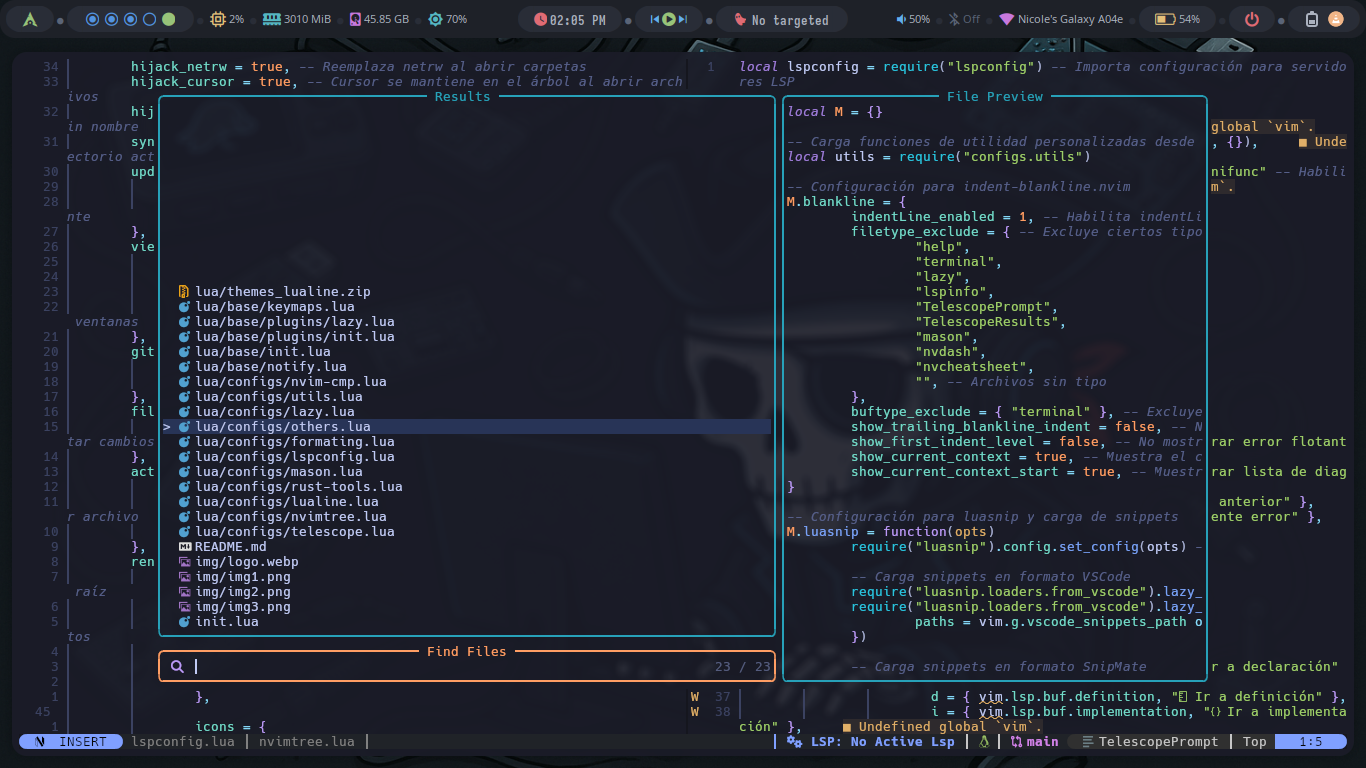 2% 3010 MiB 45.85 GB 70% 02:05 PM No targeted 50% Off Nicole's Galaxy A04e 54%
34 hijack_netrw = true, -- Reemplaza netrw al abrir carpetas
33 hijack_cursor = true, -- Cursor se mantiene en el árbol al abrir arch
ivos
32 hij
in nombre
31 syn
ectorio act
30 upd
29
28
nte
27 },
26 vie
25
24
23
22
ventanas
21 },
20 git
19
18
17 },
16 fil
15
tar cambios
14 },
13 act
12
11
r archivo
10
9 },
8 ren
7
raíz
6
5
tos
4
3
2
1 },
45
1 icons = {
Results
lua/themes_lualine.zip
lua/base/keymaps.lua
lua/base/plugins/lazy.lua
lua/base/plugins/init.lua
lua/base/init.lua
lua/base/notify.lua
lua/configs/nvim-cmp.lua
lua/configs/utils.lua
lua/configs/lazy.lua
> lua/configs/others.lua
lua/configs/formating.lua
lua/configs/lspconfig.lua
lua/configs/mason.lua
lua/configs/rust-tools.lua
lua/configs/lualine.lua
lua/configs/nvimtree.lua
lua/configs/telescope.lua
README.md
img/logo.webp
img/img1.png
img/img2.png
img/img3.png
init.lua
Find Files
23 / 23
1 local lspconfig = require("lspconfig") -- Importa configuración para servido
res LSP
File Preview
local M = {}
-- Carga funciones de utilidad personalizadas desde
local utils = require("configs.utils")
-- Configuración para indent-blankline.nvim
M.blankline = {
indentLine_enabled = 1, -- Habilita indentLi
filetype_exclude = { -- Excluye ciertos tipo
"help",
"terminal",
"lazy",
"lspinfo",
"TelescopePrompt",
"TelescopeResults",
"mason",
"nvdash",
"nvcheatsheet",
"", -- Archivos sin tipo
},
buftype_exclude = { "terminal" }, -- Excluye
show_trailing_blankline_indent = false, -- N
show_first_indent_level = false, -- No mostr
show_current_context = true, -- Muestra el c
show_current_context_start = true, -- Muestr
}
-- Configuración para luasnip y carga de snippets
M.luasnip = function(opts)
require("luasnip").config.set_config(opts) -
-- Carga snippets en formato VSCode
require("luasnip.loaders.from_vscode").lazy_
require("luasnip.loaders.from_vscode").lazy_
paths = vim.g.vscode_snippets_path o
})
-- Carga snippets en formato SnipMate
global `vim`.
, {}), ■ Unde
nifunc" -- Habili
m`.
rar error flotant
rar lista de diag
anterior" },
ente error" },
r a declaración"
W 37 d = { vim.lsp.buf.definition, " Ir a definición" },
W 38 i = { vim.lsp.buf.implementation, "{} Ir a implementa
ción" }, ■ Undefined global `vim`.
INSERT lspconfig.lua | nvimtree.lua | LSP: No Active Lsp main TelescopePrompt Top 1:5